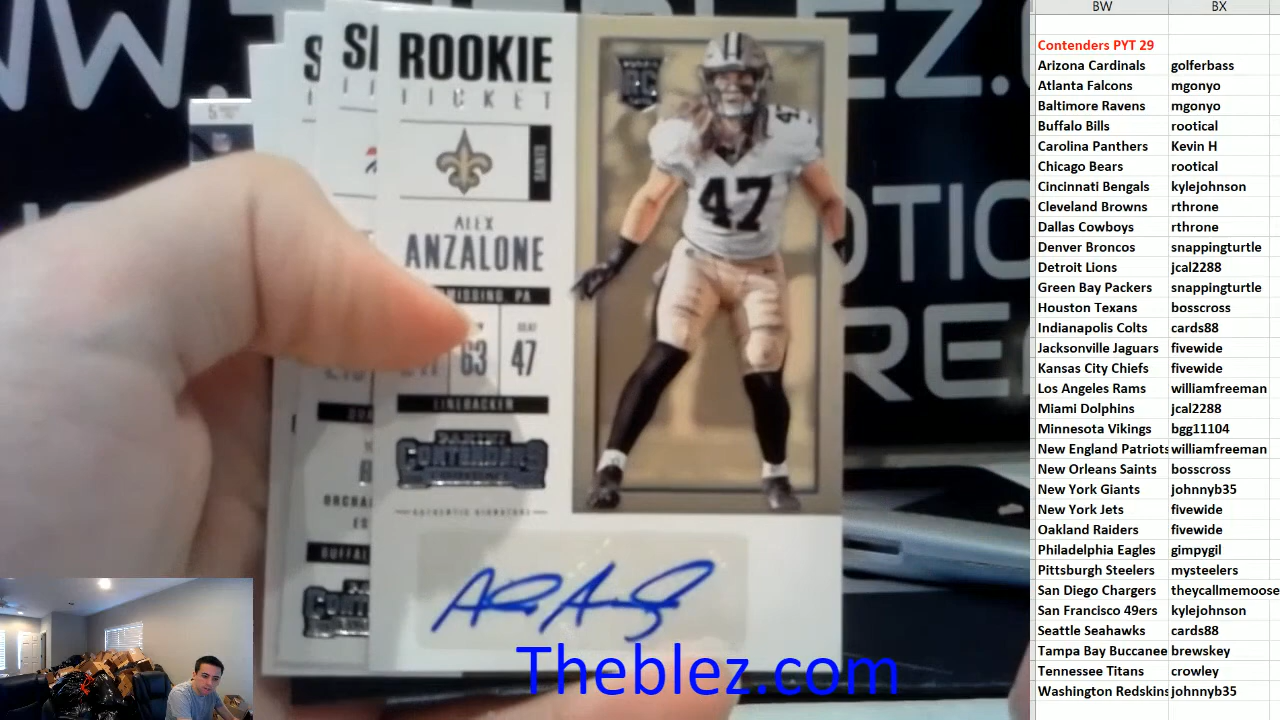 BW BX
Contenders PYT 29
Arizona Cardinals golferbass
Atlanta Falcons mgonyo
Baltimore Ravens mgonyo
Buffalo Bills rootical
Carolina Panthers Kevin H
Chicago Bears rootical
Cincinnati Bengals kylejohnson
Cleveland Browns rthrone
Dallas Cowboys rthrone
Denver Broncos snappingturtle
Detroit Lions jcal2288
Green Bay Packers snappingturtle
Houston Texans bosscross
Indianapolis Colts cards88
Jacksonville Jaguars fivewide
Kansas City Chiefs fivewide
Los Angeles Rams williamfreeman
Miami Dolphins jcal2288
Minnesota Vikings bgg11104
New England Patriots williamfreeman
New Orleans Saints bosscross
New York Giants johnnyb35
New York Jets fivewide
Oakland Raiders fivewide
Philadelphia Eagles gimpygil
Pittsburgh Steelers mysteelers
San Diego Chargers theycallmemoose
San Francisco 49ers kylejohnson
Seattle Seahawks cards88
Tampa Bay Buccanee brewskey
Tennessee Titans crowley
Washington Redskins johnnyb35
ROOKIE
TICKET
SAINTS
ALEX
ANZALONE
SEAT
63 47
LINEBACKER
PANINI
CONTENDERS
AUTHENTIC SIGNATURE
RC
47
Theblez.com